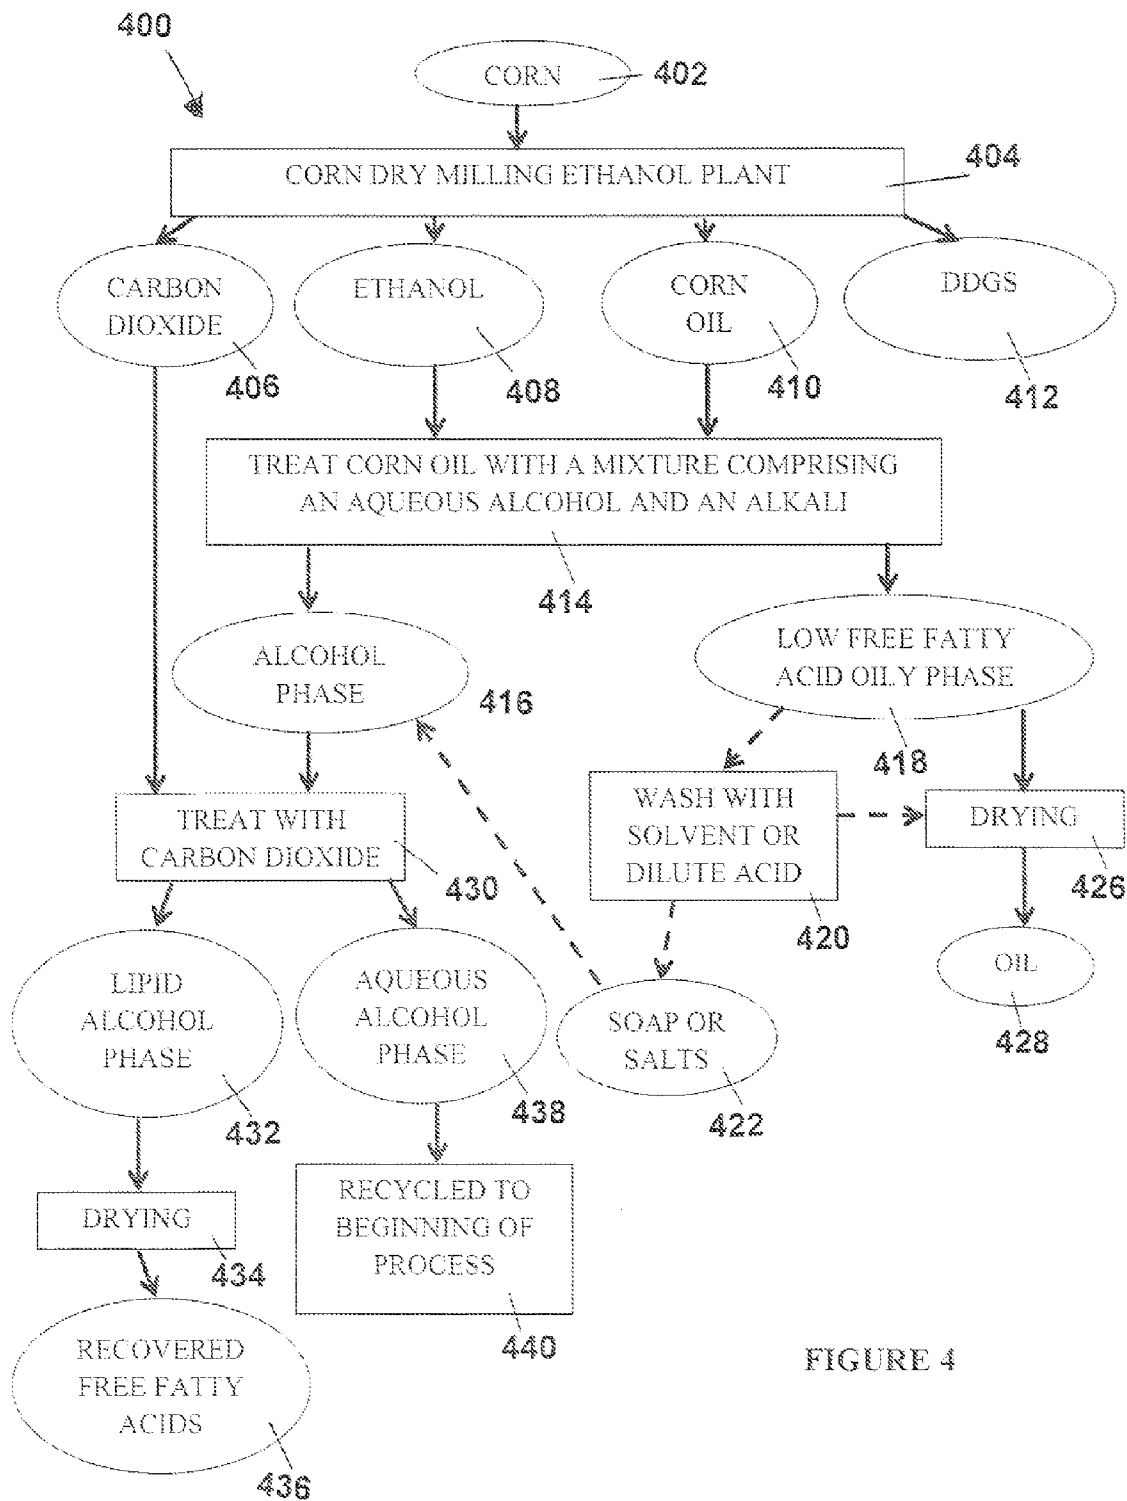 400
CORN
402
CORN DRY MILLING ETHANOL PLANT
404
CARBON
DIOXIDE
406
ETHANOL
408
CORN
OIL
410
DDGS
412
TREAT CORN OIL WITH A MIXTURE COMPRISING
AN AQUEOUS ALCOHOL AND AN ALKALI
414
ALCOHOL
PHASE
416
LOW FREE FATTY
ACID OILY PHASE
418
TREAT WITH
CARBON DIOXIDE
430
WASH WITH
SOLVENT OR
DILUTE ACID
420
DRYING
426
LIPID
ALCOHOL
PHASE
432
AQUEOUS
ALCOHOL
PHASE
438
SOAP OR
SALTS
422
OIL
428
DRYING
434
RECYCLED TO
BEGINNING OF
PROCESS
440
RECOVERED
FREE FATTY
ACIDS
436
FIGURE 4